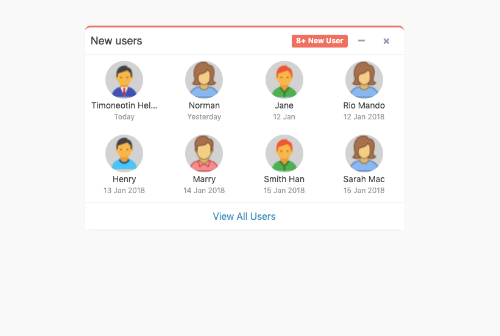 New users
8+ New User
Timoneotin Hel...
Norman
Jane
Rio Mando
Today
Yesterday
12 Jan
12 Jan 2018
Henry
Marry
Smith Han
Sarah Mac
13 Jan 2018
14 Jan 2018
15 Jan 2018
15 Jan 2018
View All Users